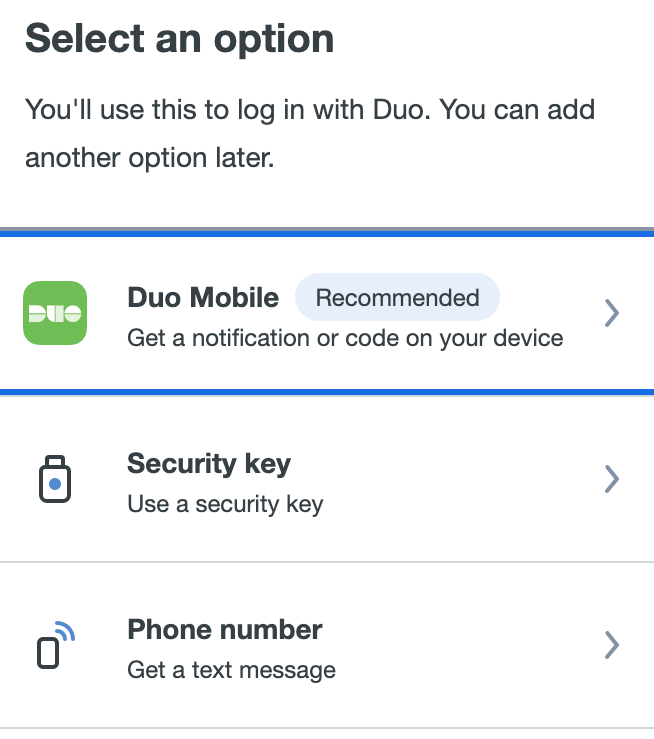 Select an option
You'll use this to log in with Duo. You can add
another option later.
DUO
Duo Mobile Recommended
Get a notification or code on your device
Security key
Use a security key
Phone number
Get a text message